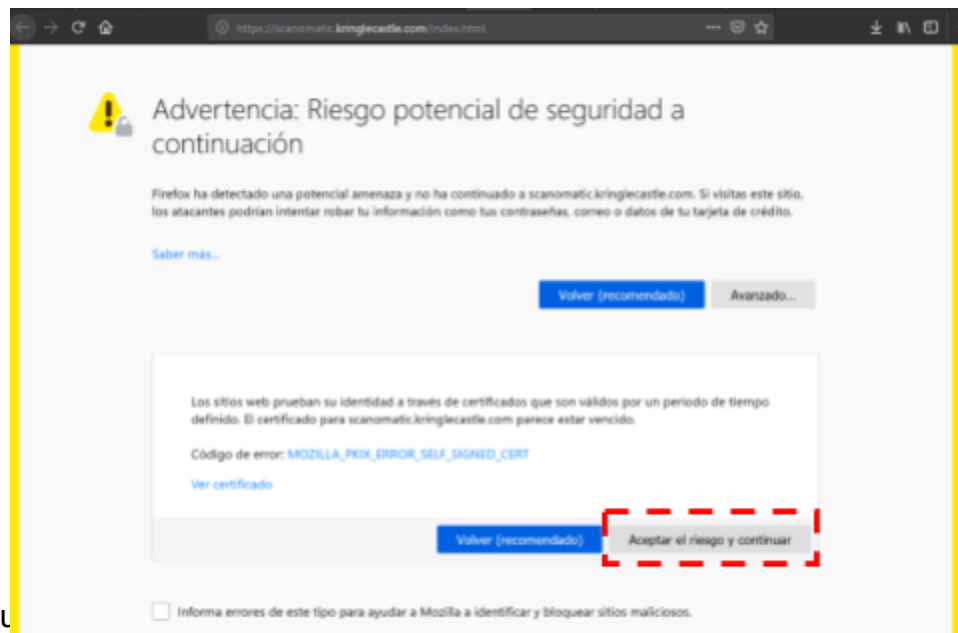 https://scanomatic.kringlecastle.com/index.html
Advertencia: Riesgo potencial de seguridad a
continuación
Firefox ha detectado una potencial amenaza y no ha continuado a scanomatic.kringlecastle.com. Si visitas este sitio,
los atacantes podrían intentar robar tu información como tus contraseñas, correo o datos de tu tarjeta de crédito.
Saber más...
Volver (recomendado) Avanzado...
Los sitios web prueban su identidad a través de certificados que son válidos por un periodo de tiempo
definido. El certificado para scanomatic.kringlecastle.com parece estar vencido.
Código de error: MOZILLA_PKIX_ERROR_SELF_SIGNED_CERT
Ver certificado
Volver (recomendado) Aceptar el riesgo y continuar
Informa errores de este tipo para ayudar a Mozilla a identificar y bloquear sitios maliciosos.